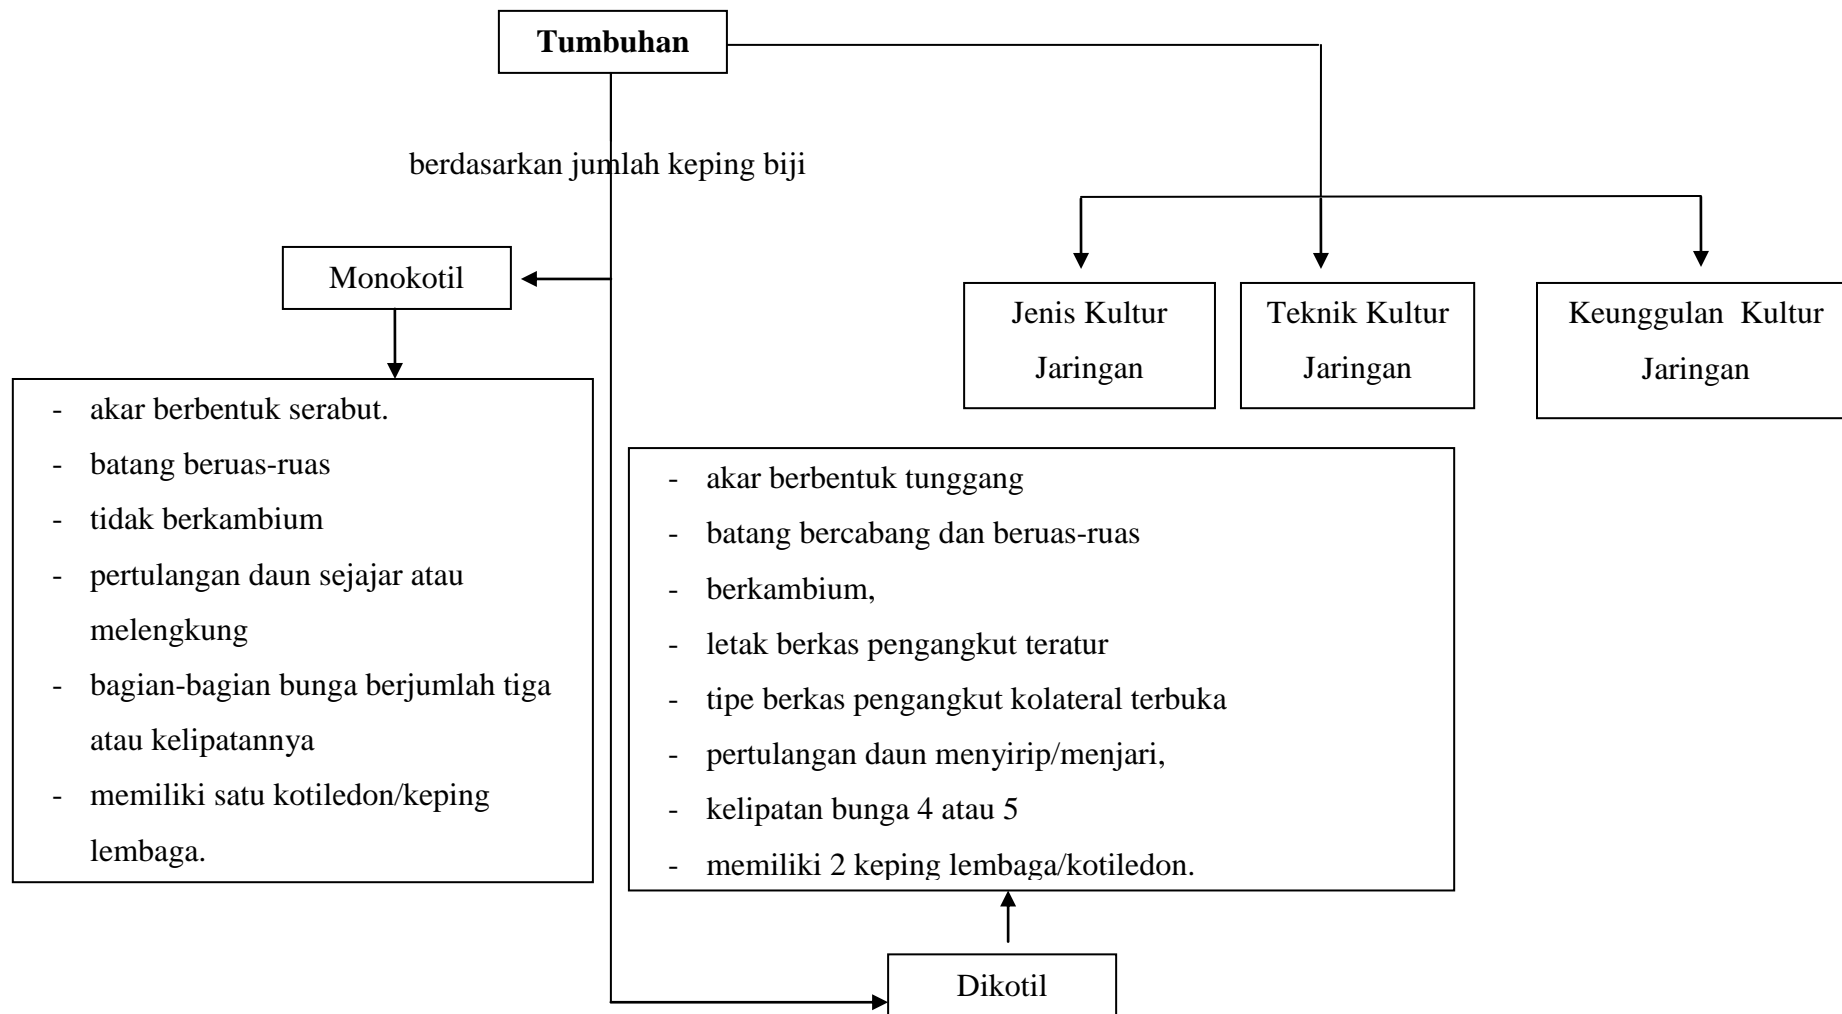 Tumbuhan
berdasarkan jumlah keping biji
Monokotil
Jenis Kultur
Jaringan
Teknik Kultur
Jaringan
Keunggulan  Kultur
Jaringan
- akar berbentuk serabut.
- batang beruas-ruas
- tidak berkambium
- pertulangan daun sejajar atau
melengkung
- bagian-bagian bunga berjumlah tiga
atau kelipatannya
- memiliki satu kotiledon/keping
lembaga.
- akar berbentuk tunggang
- batang bercabang dan beruas-ruas
- berkambium,
- letak berkas pengangkut teratur
- tipe berkas pengangkut kolateral terbuka
- pertulangan daun menyirip/menjari,
- kelipatan bunga 4 atau 5
- memiliki 2 keping lembaga/kotiledon.
Dikotil